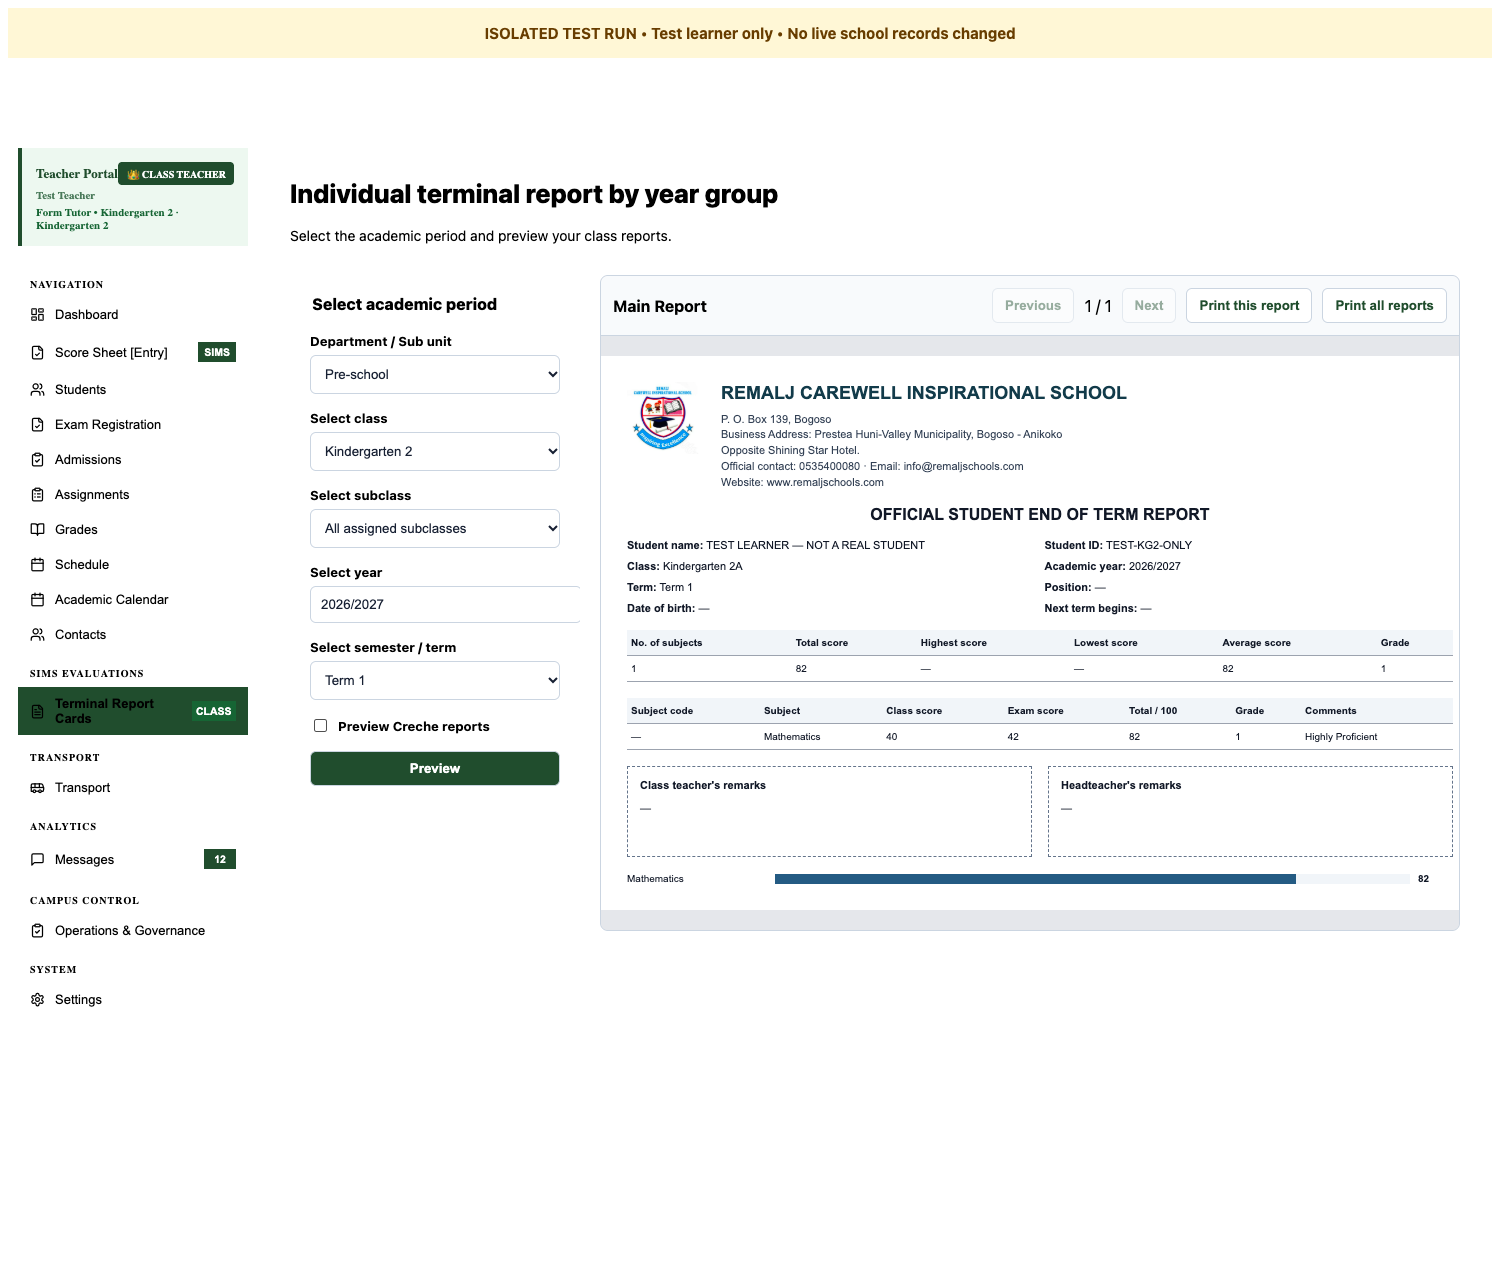 ISOLATED TEST RUN • Test learner only • No live school records changed
Teacher Portal
CLASS TEACHER
Test Teacher
Form Tutor • Kindergarten 2 ·
Kindergarten 2
NAVIGATION
Dashboard
Score Sheet [Entry]
SIMS
Students
Exam Registration
Admissions
Assignments
Grades
Schedule
Academic Calendar
Contacts
SIMS EVALUATIONS
Terminal Report
Cards
CLASS
TRANSPORT
Transport
ANALYTICS
Messages
12
CAMPUS CONTROL
Operations & Governance
SYSTEM
Settings
Individual terminal report by year group
Select the academic period and preview your class reports.
Select academic period
Department / Sub unit
Pre-school
Select class
Kindergarten 2
Select subclass
All assigned subclasses
Select year
2026/2027
Select semester / term
Term 1
Preview Creche reports
Preview
Main Report
Previous
1 / 1
Next
Print this report
Print all reports
REMALJ CAREWELL INSPIRATIONAL SCHOOL
P. O. Box 139, Bogoso
Business Address: Prestea Huni-Valley Municipality, Bogoso - Anikoko
Opposite Shining Star Hotel.
Official contact: 0535400080 · Email: info@remaljschools.com
Website: www.remaljschools.com
OFFICIAL STUDENT END OF TERM REPORT
Student name: TEST LEARNER — NOT A REAL STUDENT
Student ID: TEST-KG2-ONLY
Class: Kindergarten 2A
Academic year: 2026/2027
Term: Term 1
Position: —
Date of birth: —
Next term begins: —
No. of subjects Total score Highest score Lowest score Average score Grade
1 82 — — 82 1
Subject code Subject Class score Exam score Total / 100 Grade Comments
— Mathematics 40 42 82 1 Highly Proficient
Class teacher's remarks
—
Headteacher's remarks
—
Mathematics 82